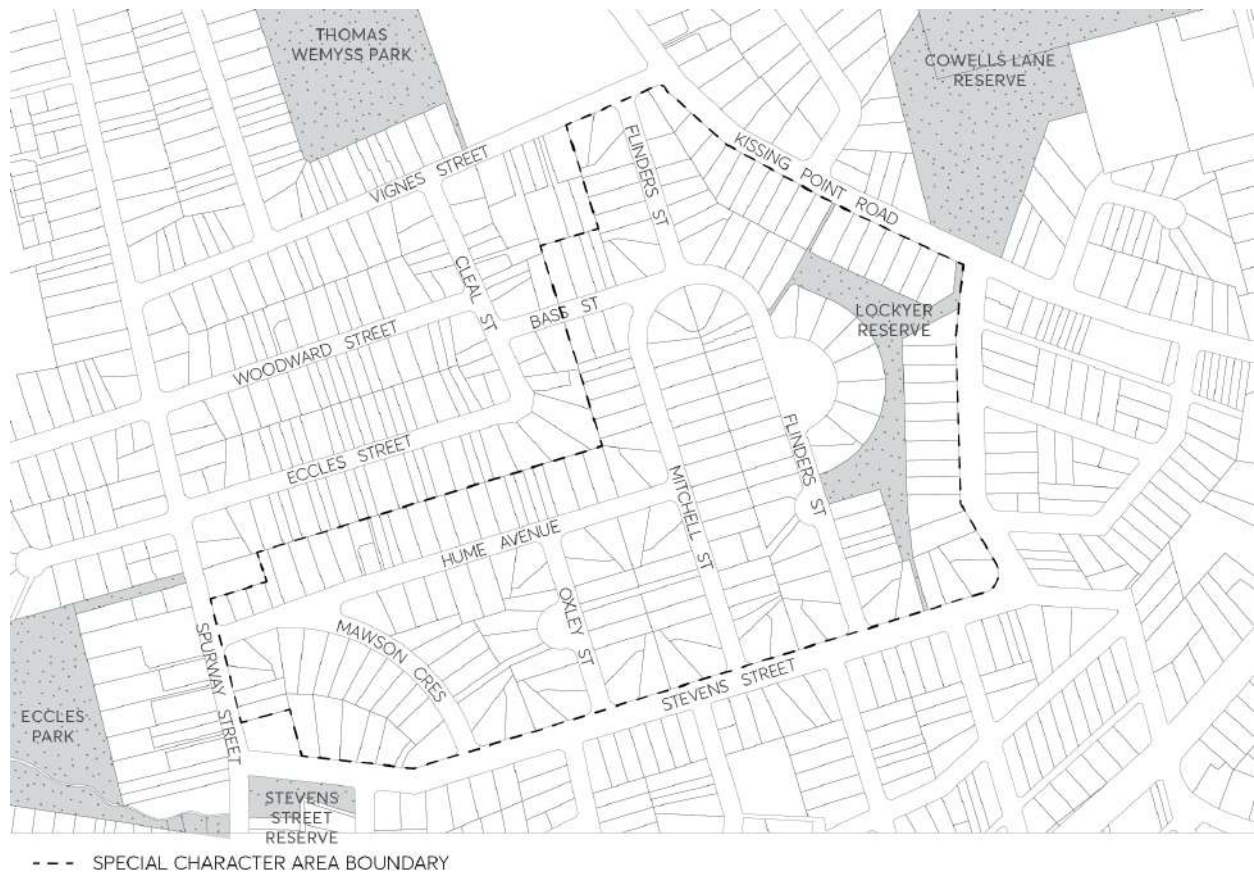 THOMAS
WEMYSS PARK
COWELLS LANE
RESERVE
FLINDERS ST
KISSING POINT ROAD
VIGNES STREET
CLEAL ST
BASS ST
LOCKYER
RESERVE
WOODWARD STREET
ECCLES STREET
FLINDERS ST
MITCHELL ST
HUME AVENUE
OXLEY ST
MAWSON CRES
SPURWAY STREET
STEVENS STREET
ECCLES
PARK
STEVENS
STREET
RESERVE
SPECIAL CHARACTER AREA BOUNDARY